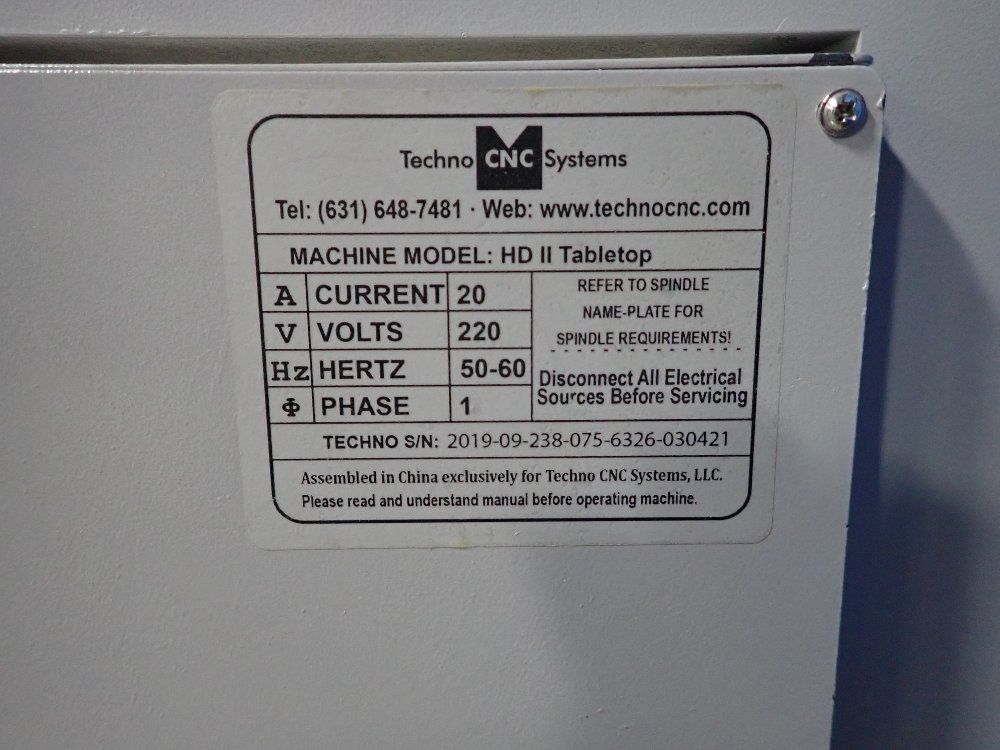 Techno CNC Systems
Tel: (631) 648-7481 · Web: www.technocnc.com
MACHINE MODEL: HD II Tabletop
A CURRENT 20
V VOLTS 220
Hz HERTZ 50-60
Φ PHASE 1
REFER TO SPINDLE
NAME-PLATE FOR
SPINDLE REQUIREMENTS!
Disconnect All Electrical
Sources Before Servicing
TECHNO S/N: 2019-09-238-075-6326-030421
Assembled in China exclusively for Techno CNC Systems, LLC.
Please read and understand manual before operating machine.